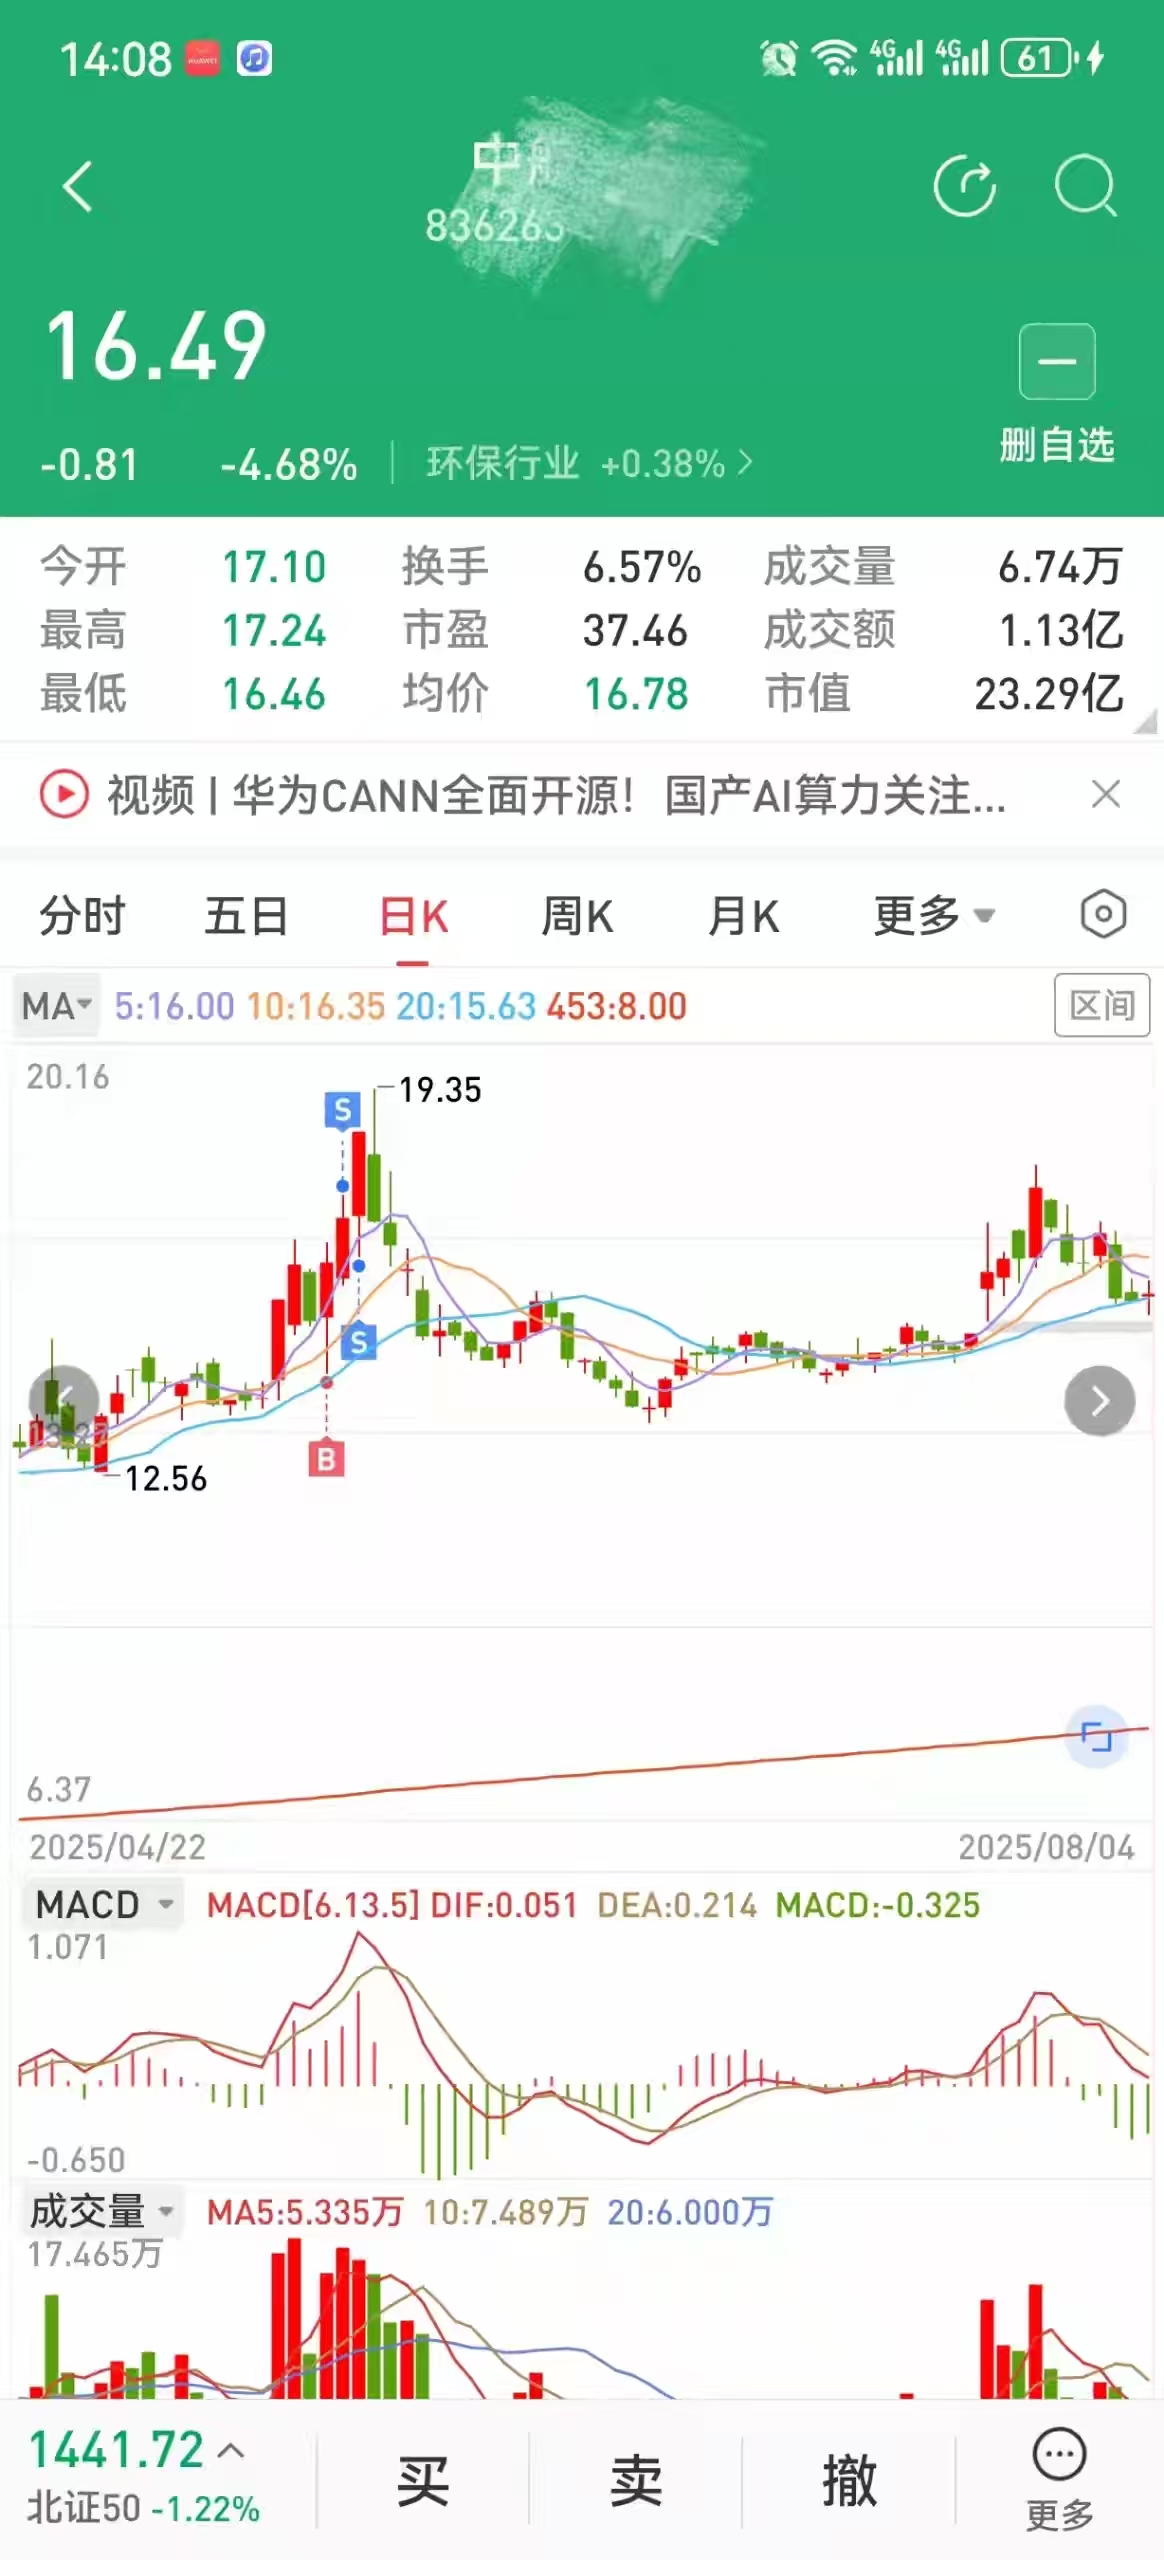 14:08 HUAWEI 4G 4G 61
中
836263
16.49
-0.81 -4.68% 环保行业 +0.38%
删自选
今开 17.10 换手 6.57% 成交量 6.74万
最高 17.24 市盈 37.46 成交额 1.13亿
最低 16.46 均价 16.78 市值 23.29亿
视频 | 华为CANN全面开源！国产AI算力关注...
分时 五日 日K 周K 月K 更多
MA 5:16.00 10:16.35 20:15.63 453:8.00 区间
20.16
19.35
S
S
B
12.56
6.37
2025/04/22 2025/08/04
MACD MACD[6.13.5] DIF:0.051 DEA:0.214 MACD:-0.325
1.071
-0.650
成交量 MA5:5.335万 10:7.489万 20:6.000万
17.465万
1441.72
北证50 -1.22%
买 卖 撤 更多